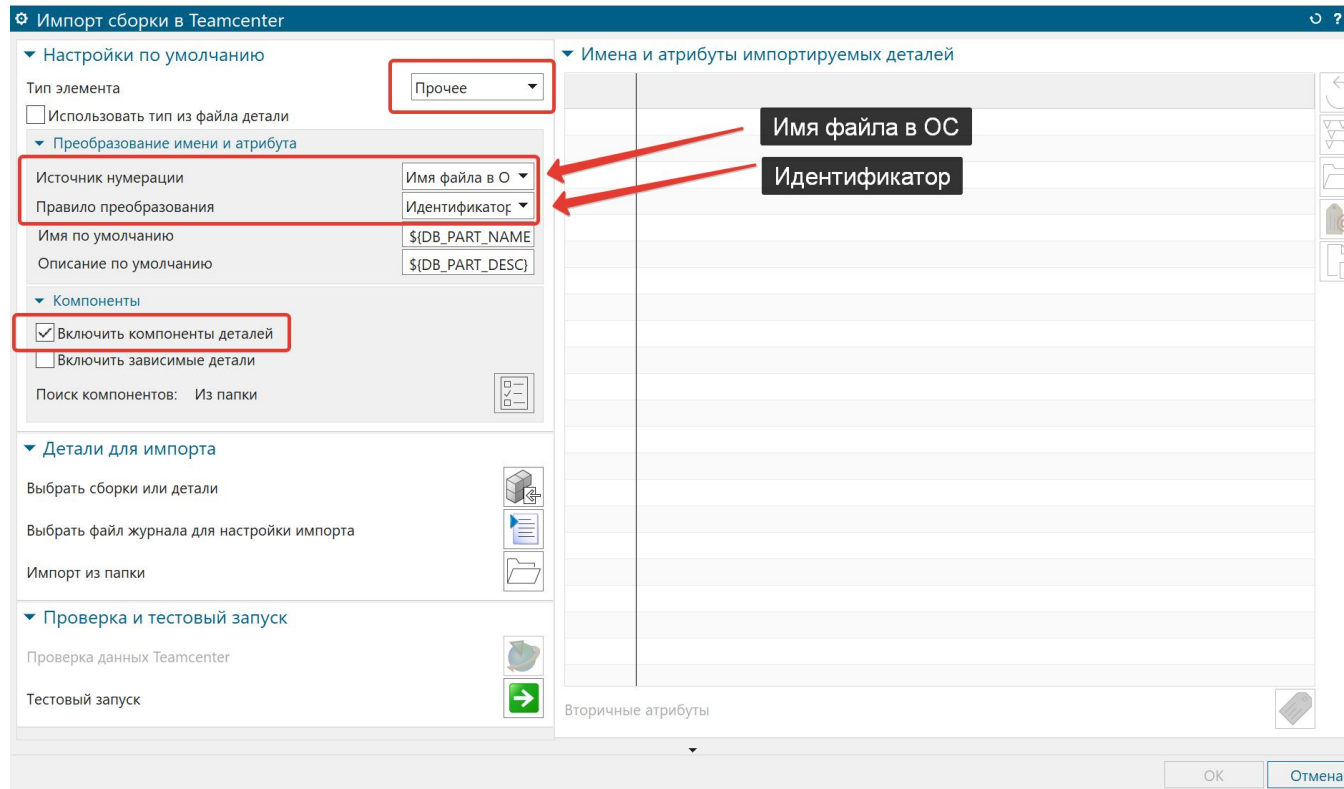 Импорт сборки в Teamcenter
?
Настройки по умолчанию
Тип элемента
Прочее
Использовать тип из файла детали
Преобразование имени и атрибута
Источник нумерации
Имя файла в О
Правило преобразования
Идентификатор
Имя по умолчанию
${DB_PART_NAME
Описание по умолчанию
${DB_PART_DESC}
Компоненты
Включить компоненты деталей
Включить зависимые детали
Поиск компонентов: Из папки
Детали для импорта
Выбрать сборки или детали
Выбрать файл журнала для настройки импорта
Импорт из папки
Проверка и тестовый запуск
Проверка данных Teamcenter
Тестовый запуск
Имена и атрибуты импортируемых деталей
Имя файла в ОС
Идентификатор
Вторичные атрибуты
ОК
Отмена